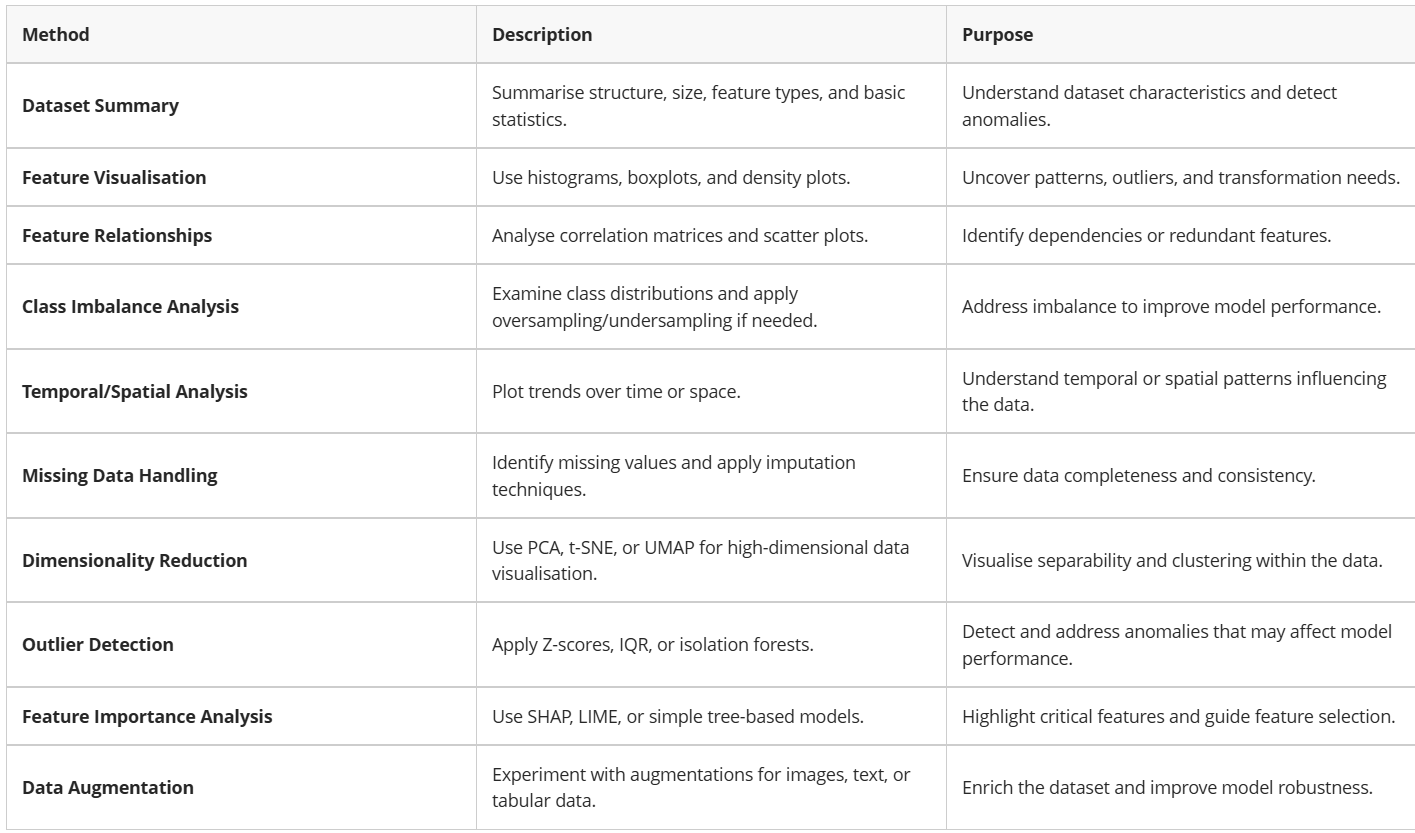 Method
Description
Purpose
Dataset Summary
Summarise structure, size, feature types, and basic
statistics.
Understand dataset characteristics and detect
anomalies.
Feature Visualisation
Use histograms, boxplots, and density plots.
Uncover patterns, outliers, and transformation needs.
Feature Relationships
Analyse correlation matrices and scatter plots.
Identify dependencies or redundant features.
Class Imbalance Analysis
Examine class distributions and apply
oversampling/undersampling if needed.
Address imbalance to improve model performance.
Temporal/Spatial Analysis
Plot trends over time or space.
Understand temporal or spatial patterns influencing
the data.
Missing Data Handling
Identify missing values and apply imputation
techniques.
Ensure data completeness and consistency.
Dimensionality Reduction
Use PCA, t-SNE, or UMAP for high-dimensional data
visualisation.
Visualise separability and clustering within the data.
Outlier Detection
Apply Z-scores, IQR, or isolation forests.
Detect and address anomalies that may affect model
performance.
Feature Importance Analysis
Use SHAP, LIME, or simple tree-based models.
Highlight critical features and guide feature selection.
Data Augmentation
Experiment with augmentations for images, text, or
tabular data.
Enrich the dataset and improve model robustness.